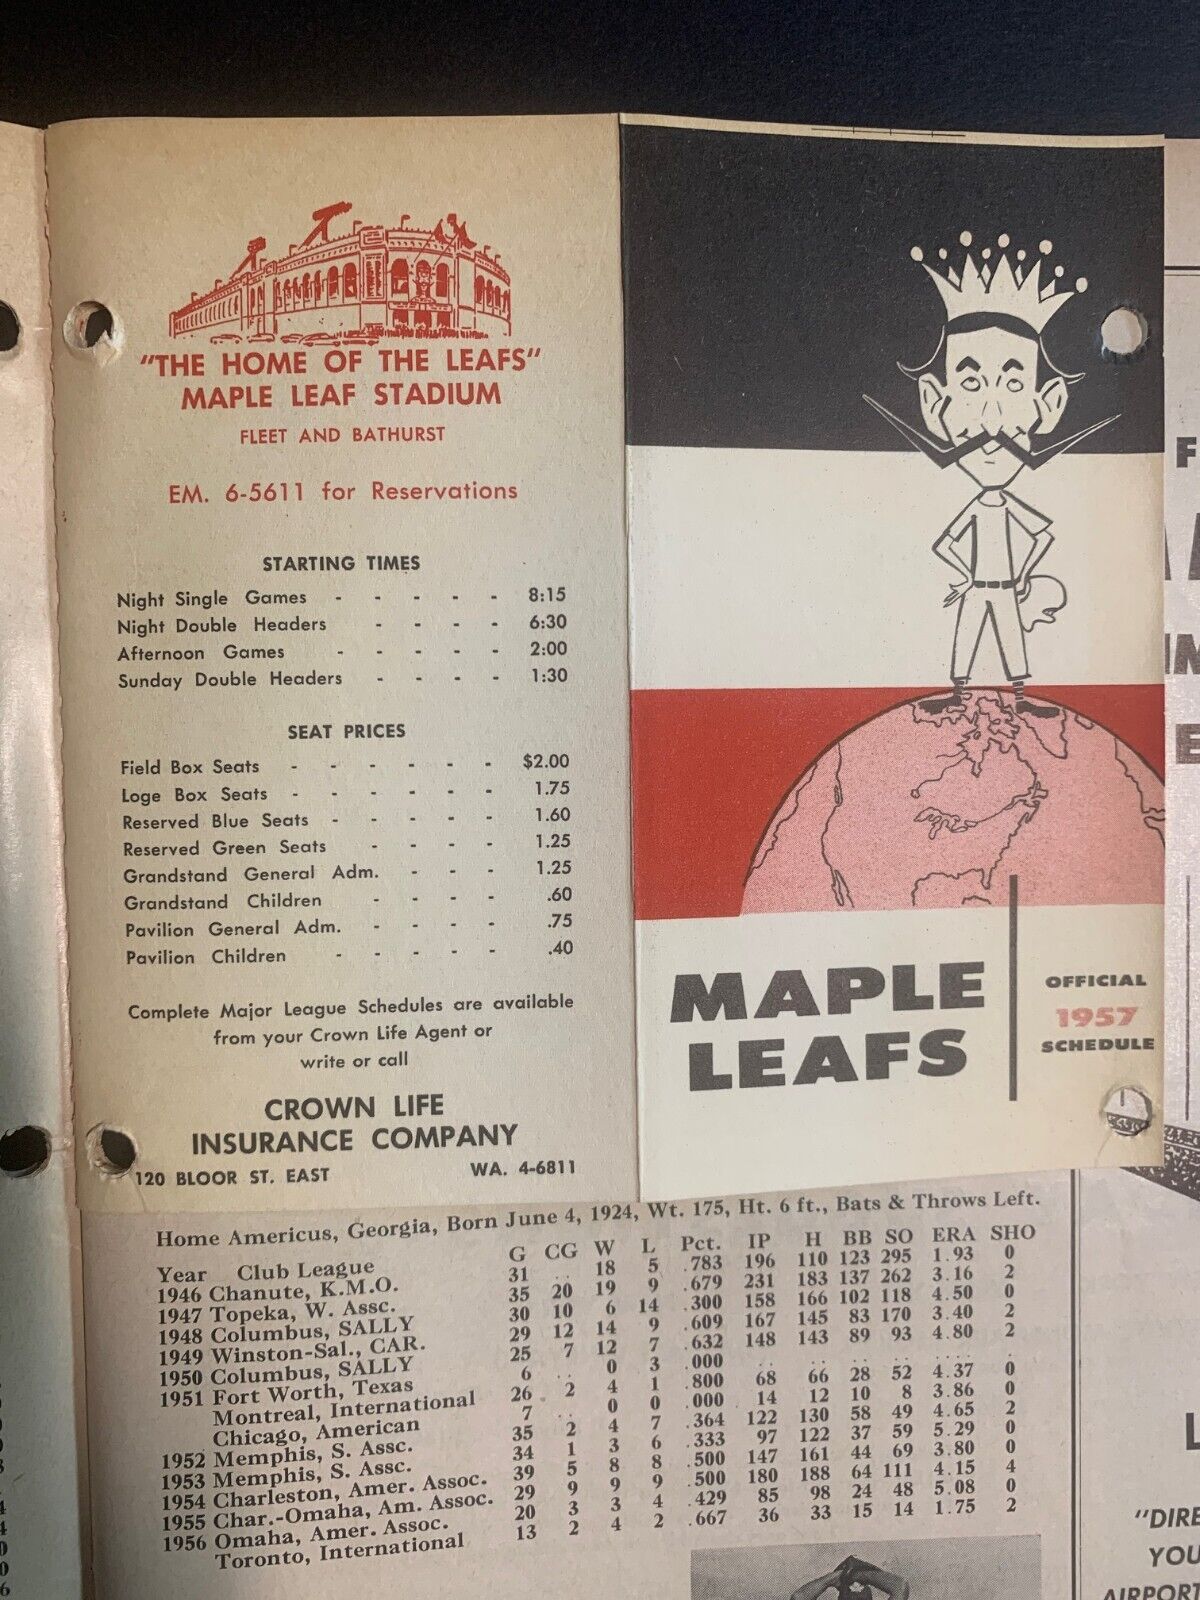 "THE HOME OF THE LEAFS"
MAPLE LEAF STADIUM
FLEET AND BATHURST
EM. 6-5611 for Reservations
STARTING TIMES
Night Single Games - - - - - 8:15
Night Double Headers - - - - 6:30
Afternoon Games - - - - - 2:00
Sunday Double Headers - - - - 1:30
SEAT PRICES
Field Box Seats - - - - - - $2.00
Loge Box Seats - - - - - - 1.75
Reserved Blue Seats - - - - - 1.60
Reserved Green Seats - - - - 1.25
Grandstand General Adm. - - - 1.25
Grandstand Children - - - - .60
Pavilion General Adm. - - - - .75
Pavilion Children - - - - - .40
Complete Major League Schedules are available
from your Crown Life Agent or
write or call
CROWN LIFE
INSURANCE COMPANY
120 BLOOR ST. EAST WA. 4-6811
MAPLE
LEAFS
OFFICIAL
1957
SCHEDULE
Home Americus, Georgia, Born June 4, 1924, Wt. 175, Ht. 6 ft., Bats & Throws Left.
Year Club League G CG W L Pct. IP H BB SO ERA SHO
1946 Chanute, K.M.O. 31 .. 18 5 .783 196 110 123 295 1.93 0
1947 Topeka, W. Assc. 35 20 19 9 .679 231 183 137 262 3.16 2
1948 Columbus, SALLY 30 10 6 14 .300 158 166 102 118 4.50 0
1949 Winston-Sal., CAR. 29 12 14 9 .609 167 145 83 170 3.40 2
1950 Columbus, SALLY 25 7 12 7 .632 148 143 89 93 4.80 2
1951 Fort Worth, Texas 6 .. 0 3 .000 .. .. .. .. .... .
Montreal, International 26 2 4 1 .800 68 66 28 52 4.37 0
Chicago, American 7 .. 0 0 .000 14 12 10 8 3.86 0
1952 Memphis, S. Assc. 35 2 4 7 .364 122 130 58 49 4.65 2
1953 Memphis, S. Assc. 34 1 3 6 .333 97 122 37 59 5.29 0
1954 Charleston, Amer. Assoc. 39 5 8 8 .500 147 161 44 69 3.80 0
1955 Char.-Omaha, Am. Assoc. 29 9 9 9 .500 180 188 64 111 4.15 4
1956 Omaha, Amer. Assoc. 20 3 3 4 .429 85 98 24 48 5.08 0
Toronto, International 13 2 4 2 .667 36 33 15 14 1.75 2
"DIRE
YOU
AIRPORT